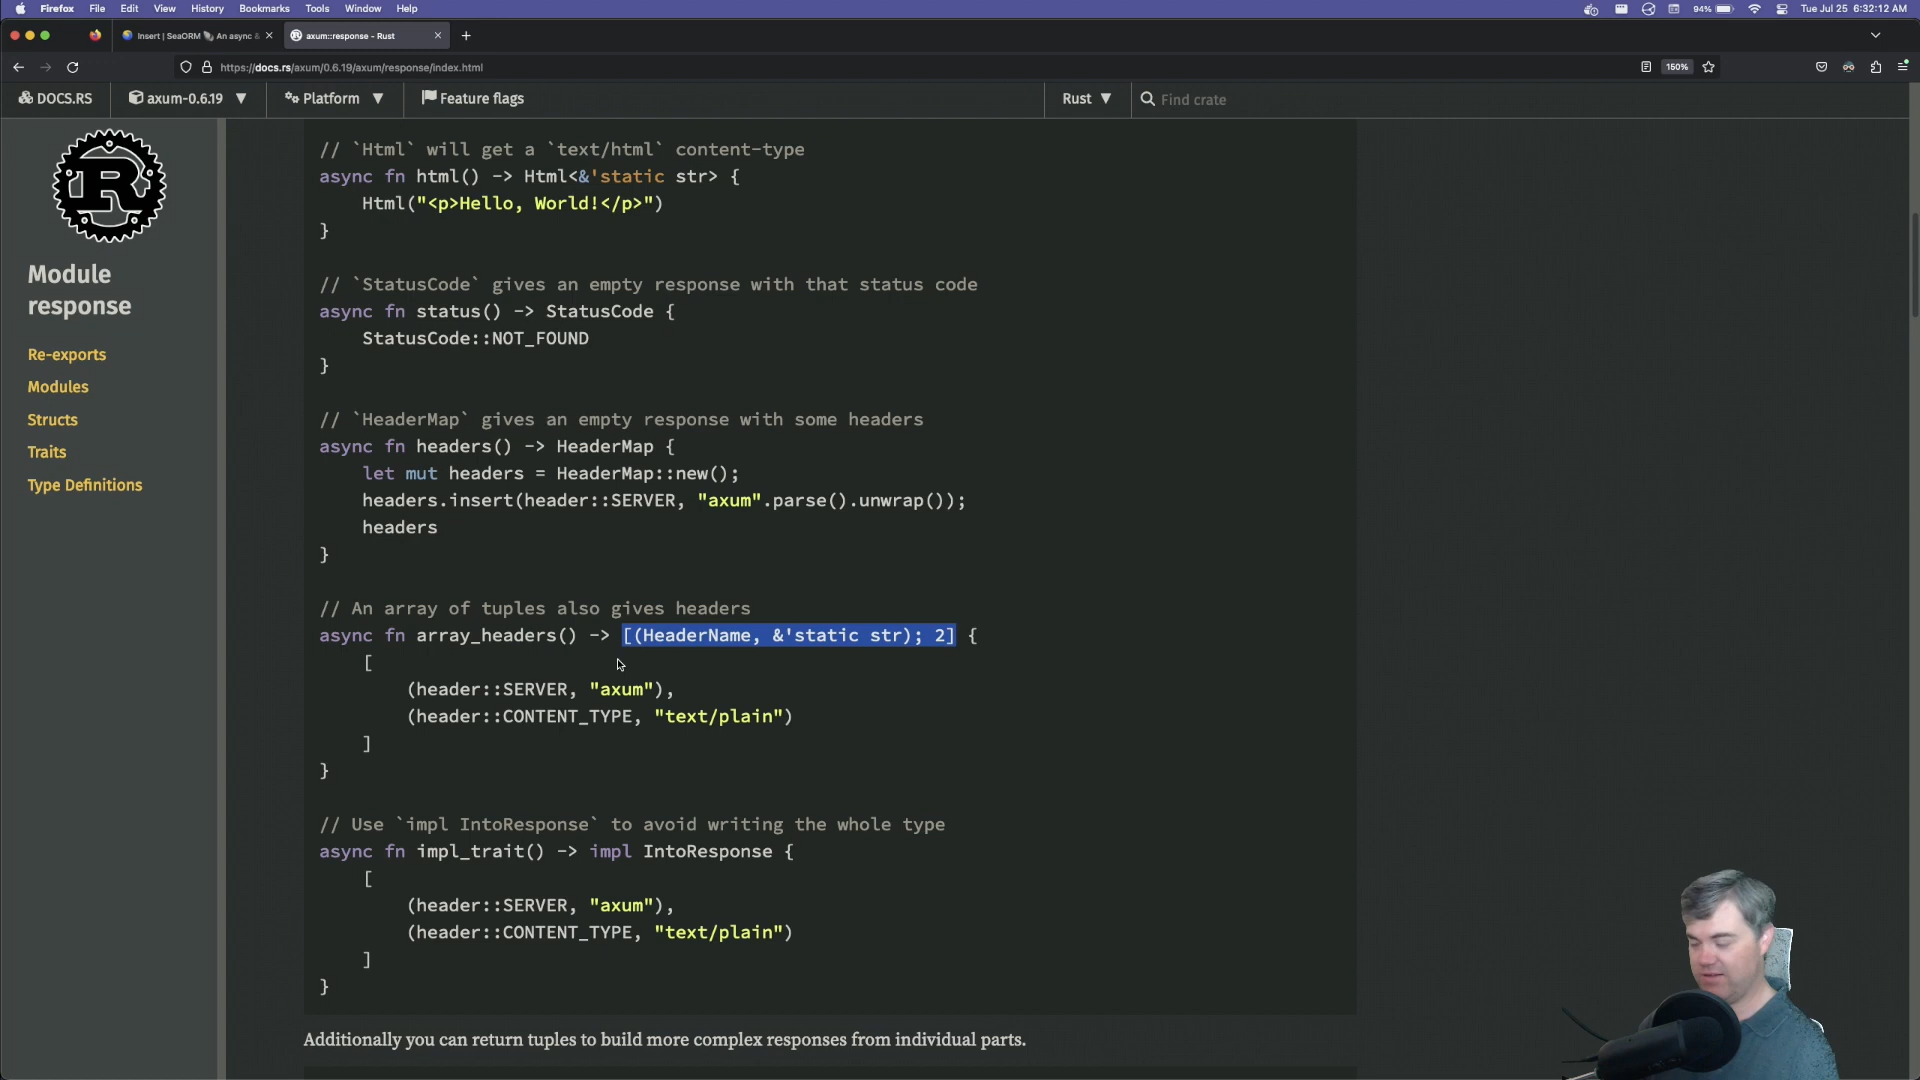 Firefox File Edit View History Bookmarks Tools Window Help 94% Tue Jul 25 6:32:12 AM
Insert | SeaORM An async & axum::response - Rust
https://docs.rs/axum/0.6.19/axum/response/index.html 150%
DOCS.RS axum-0.6.19 Platform Feature flags Rust Find crate
Module
response
Re-exports
Modules
Structs
Traits
Type Definitions
// `Html` will get a `text/html` content-type
async fn html() -> Html<&'static str> {
Html("<p>Hello, World!</p>")
}
// `StatusCode` gives an empty response with that status code
async fn status() -> StatusCode {
StatusCode::NOT_FOUND
}
// `HeaderMap` gives an empty response with some headers
async fn headers() -> HeaderMap {
let mut headers = HeaderMap::new();
headers.insert(header::SERVER, "axum".parse().unwrap());
headers
}
// An array of tuples also gives headers
async fn array_headers() -> [(HeaderName, &'static str); 2] {
[
(header::SERVER, "axum"),
(header::CONTENT_TYPE, "text/plain")
]
}
// Use `impl IntoResponse` to avoid writing the whole type
async fn impl_trait() -> impl IntoResponse {
[
(header::SERVER, "axum"),
(header::CONTENT_TYPE, "text/plain")
]
}
Additionally you can return tuples to build more complex responses from individual parts.